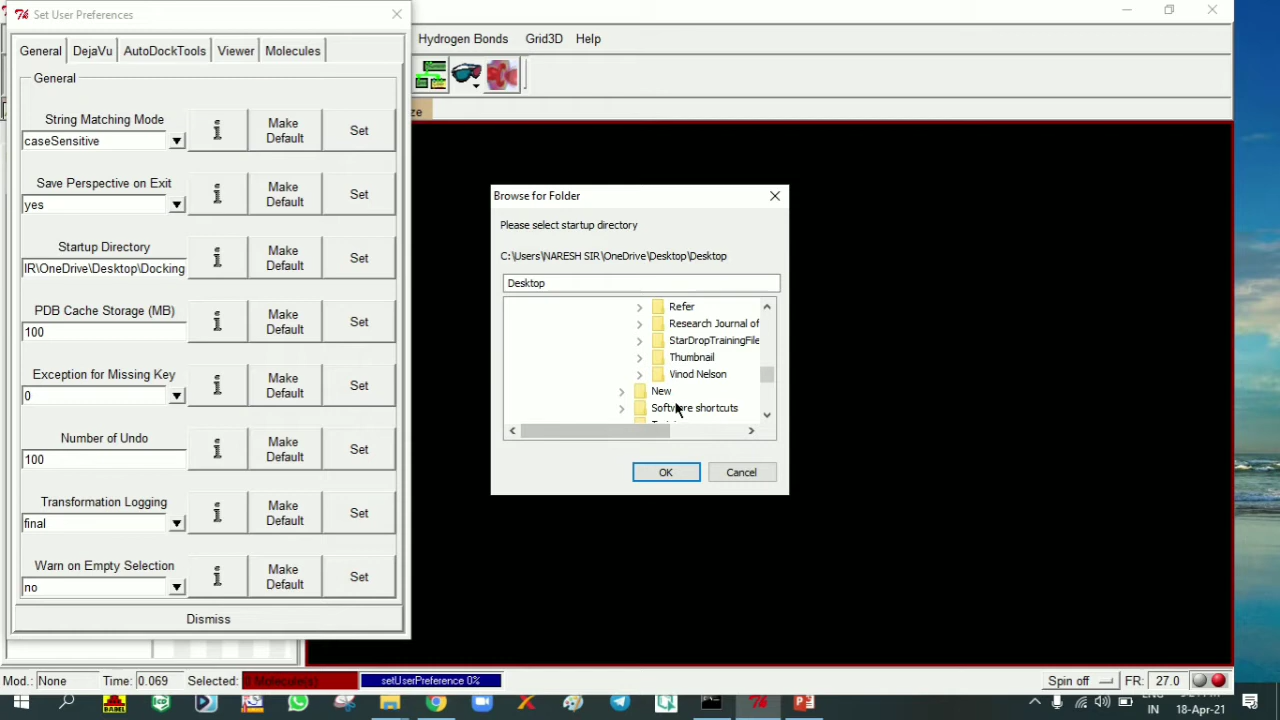 Set User Preferences
General
DejaVu
AutoDockTools
Viewer
Molecules
Hydrogen Bonds
Grid3D
Help
General
String Matching Mode
caseSensitive
Make Default
Set
Save Perspective on Exit
yes
Make Default
Set
Startup Directory
IR\OneDrive\Desktop\Docking
Make Default
Set
PDB Cache Storage (MB)
100
Make Default
Set
Exception for Missing Key
0
Make Default
Set
Number of Undo
100
Make Default
Set
Transformation Logging
final
Make Default
Set
Warn on Empty Selection
no
Make Default
Set
Dismiss
Browse for Folder
Please select startup directory
C:\Users\NARESH SIR\OneDrive\Desktop\Desktop
Desktop
Refer
Research Journal of
StarDropTrainingFile
Thumbnail
Vinod Nelson
New
Software shortcuts
OK
Cancel
Mod.: None
Time: 0.069
Selected: 0 Molecule(s)
setUserPreference 0%
Spin off
FR: 27.0
BABEL
IN
18-Apr-21